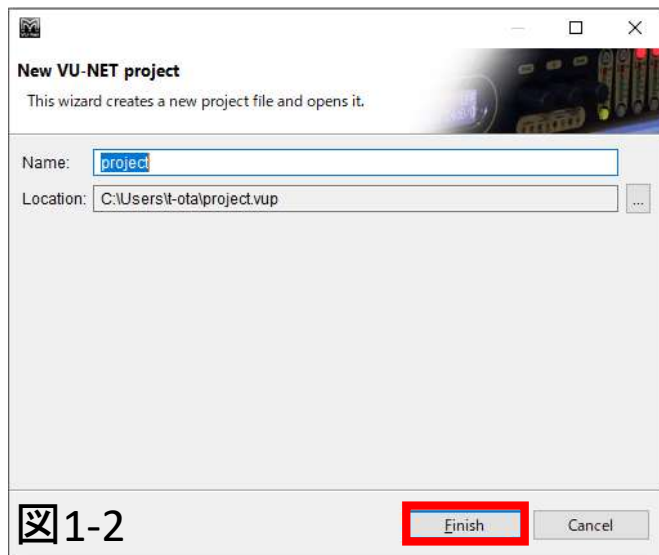 New VU-NET project
This wizard creates a new project file and opens it.
Name: project
Location: C:\Users\t-ota\project.vup ...
図1-2 Finish Cancel